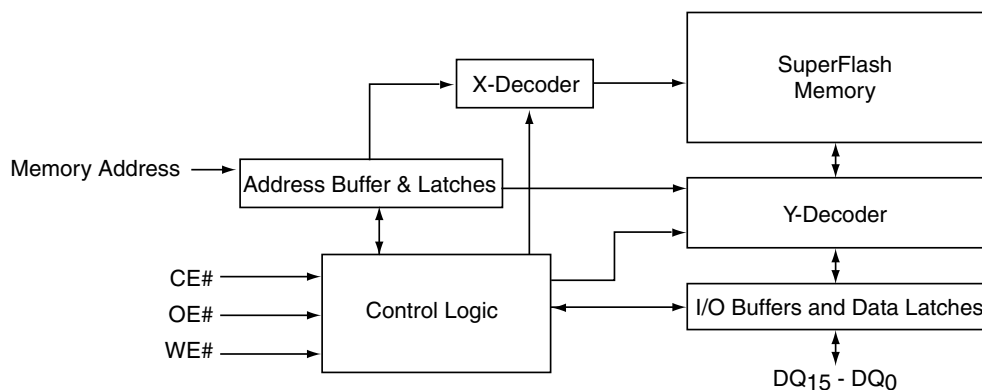 SuperFlash
Memory
X-Decoder
Memory Address
Address Buffer & Latches
Y-Decoder
CE#
OE#
WE#
Control Logic
I/O Buffers and Data Latches
DQ15 - DQ0